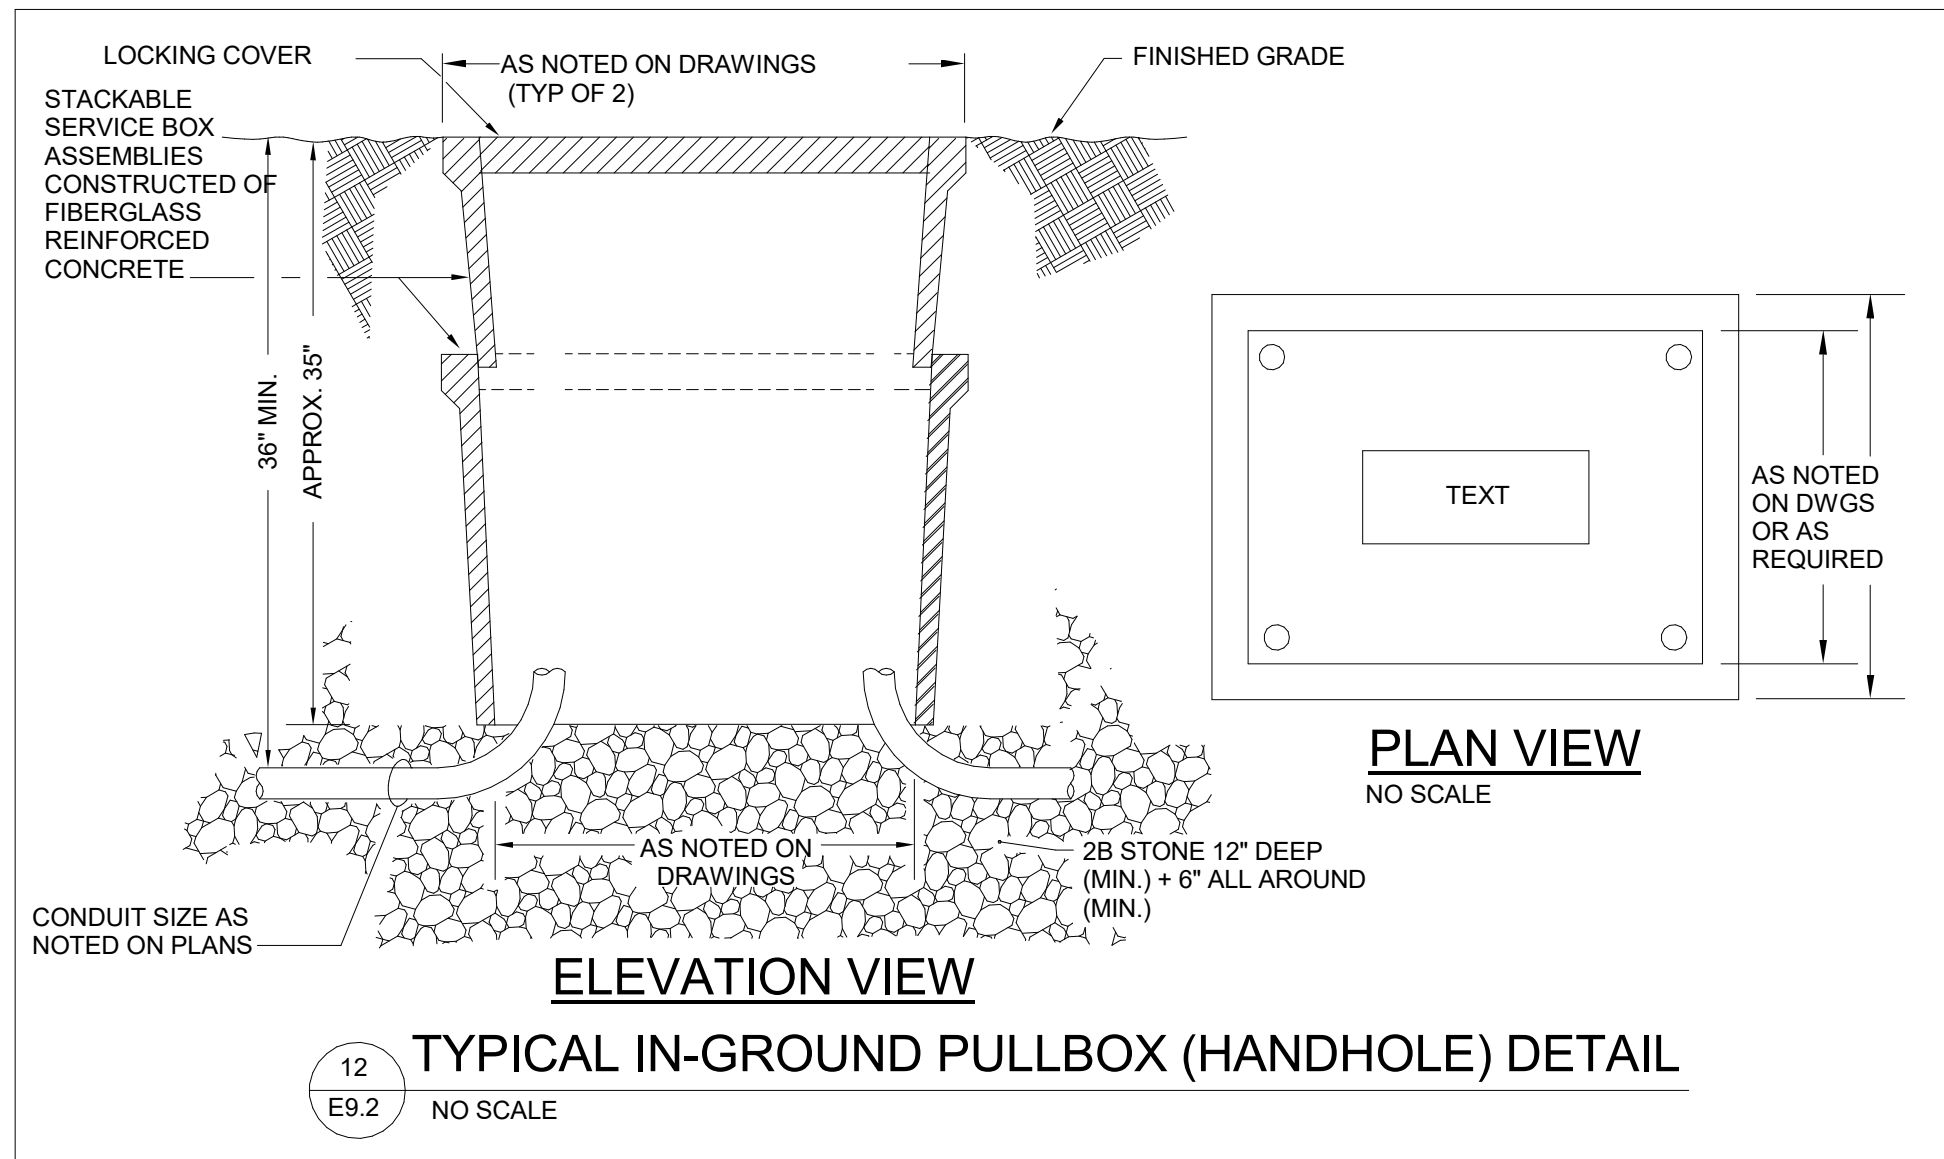 LOCKING COVER
AS NOTED ON DRAWINGS
(TYP OF 2)
FINISHED GRADE
STACKABLE
SERVICE BOX
ASSEMBLIES
CONSTRUCTED OF
FIBERGLASS
REINFORCED
CONCRETE
36" MIN.
APPROX. 35"
TEXT
AS NOTED
ON DWGS
OR AS
REQUIRED
PLAN VIEW
NO SCALE
AS NOTED ON
DRAWINGS
2B STONE 12" DEEP
(MIN.) + 6" ALL AROUND
(MIN.)
CONDUIT SIZE AS
NOTED ON PLANS
ELEVATION VIEW
12
E9.2
TYPICAL IN-GROUND PULLBOX (HANDHOLE) DETAIL
NO SCALE